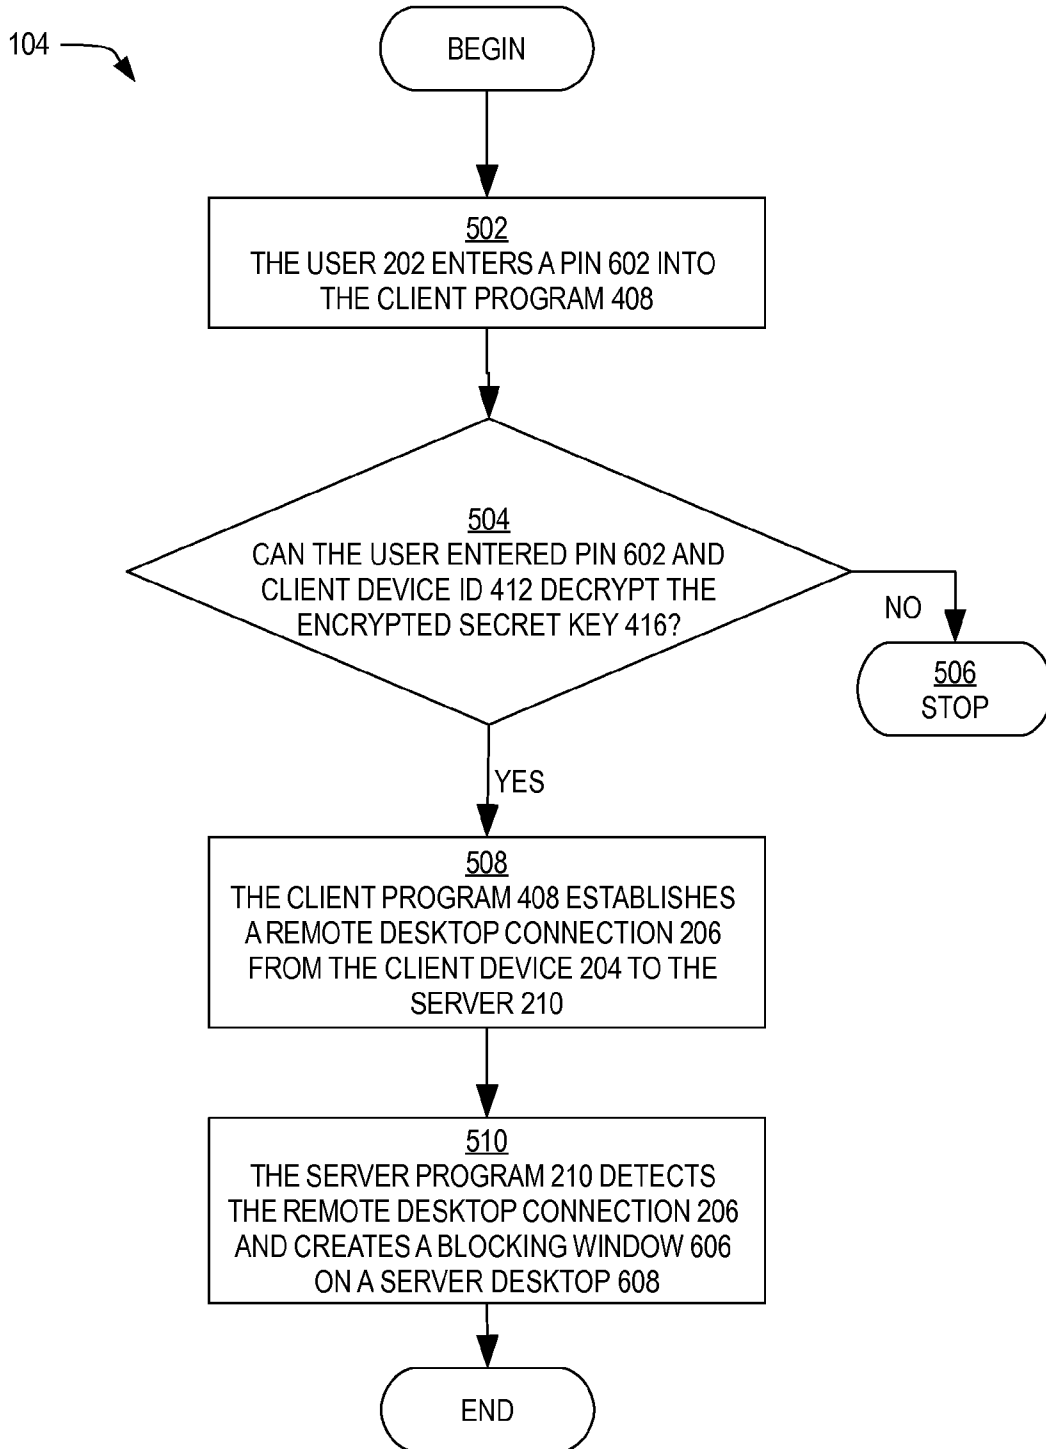 104
BEGIN
502
THE USER 202 ENTERS A PIN 602 INTO
THE CLIENT PROGRAM 408
504
CAN THE USER ENTERED PIN 602 AND
CLIENT DEVICE ID 412 DECRYPT THE
ENCRYPTED SECRET KEY 416?
NO
506
STOP
YES
508
THE CLIENT PROGRAM 408 ESTABLISHES
A REMOTE DESKTOP CONNECTION 206
FROM THE CLIENT DEVICE 204 TO THE
SERVER 210
510
THE SERVER PROGRAM 210 DETECTS
THE REMOTE DESKTOP CONNECTION 206
AND CREATES A BLOCKING WINDOW 606
ON A SERVER DESKTOP 608
END